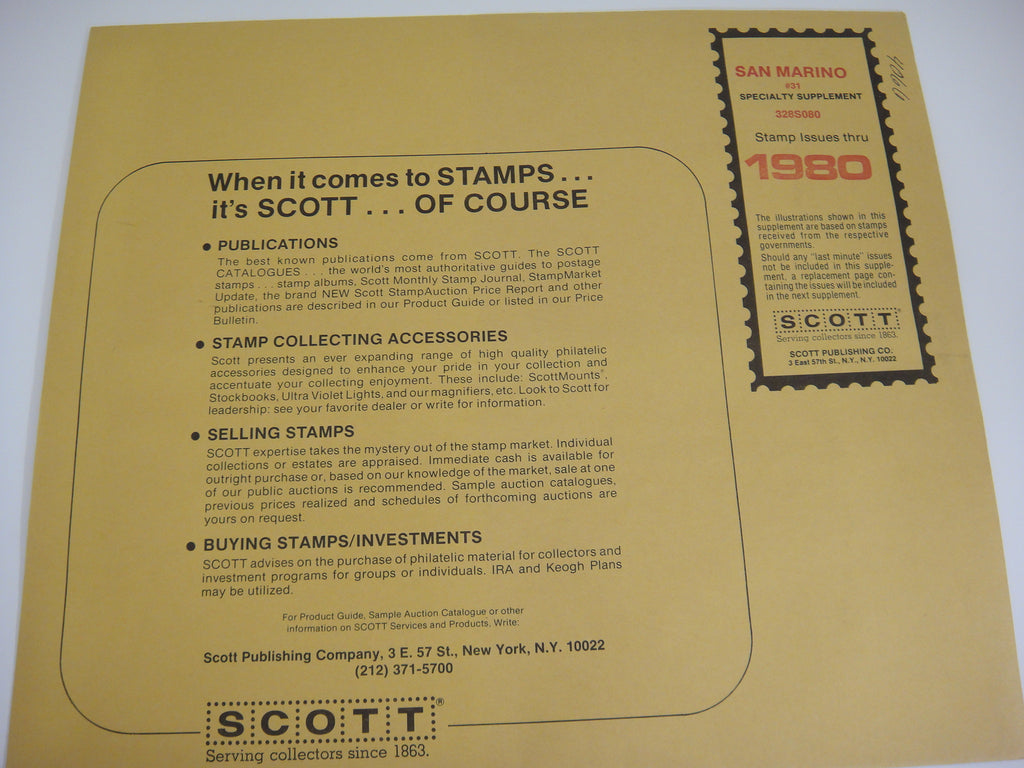 When it comes to STAMPS...
it's SCOTT...OF COURSE
● PUBLICATIONS
The best known publications come from SCOTT. The SCOTT
CATALOGUES . . . the world's most authoritative guides to postage
stamps . . . stamp albums, Scott Monthly Stamp Journal, StampMarket
Update, the brand NEW Scott StampAuction Price Report and other
publications are described in our Product Guide or listed in our Price
Bulletin.
● STAMP COLLECTING ACCESSORIES
Scott presents an ever expanding range of high quality philatelic
accessories designed to enhance your pride in your collection and
accentuate your collecting enjoyment. These include: ScottMounts®,
Stockbooks, Ultra Violet Lights, and our magnifiers, etc. Look to Scott for
leadership: see your favorite dealer or write for information.
● SELLING STAMPS
SCOTT expertise takes the mystery out of the stamp market. Individual
collections or estates are appraised. Immediate cash is available for
outright purchase or, based on our knowledge of the market, sale at one
of our public auctions is recommended. Sample auction catalogues,
previous prices realized and schedules of forthcoming auctions are
yours on request.
● BUYING STAMPS/INVESTMENTS
SCOTT advises on the purchase of philatelic material for collectors and
investment programs for groups or individuals. IRA and Keogh Plans
may be utilized.
For Product Guide, Sample Auction Catalogue or other
information on SCOTT Services and Products, Write:
Scott Publishing Company, 3 E. 57 St., New York, N.Y. 10022
(212) 371-5700
SCOTT®
Serving collectors since 1863.
SAN MARINO
#31
SPECIALTY SUPPLEMENT
328S080
Stamp Issues thru
1980
The illustrations shown in this
supplement are based on stamps
received from the respective
governments.
Should any "last minute" issues
not be included in this supple-
ment, a replacement page con-
taining the issues will be included
in the next supplement.
SCOTT®
Serving collectors since 1863.
SCOTT PUBLISHING CO.
3 East 57th St., N.Y., N.Y. 10022